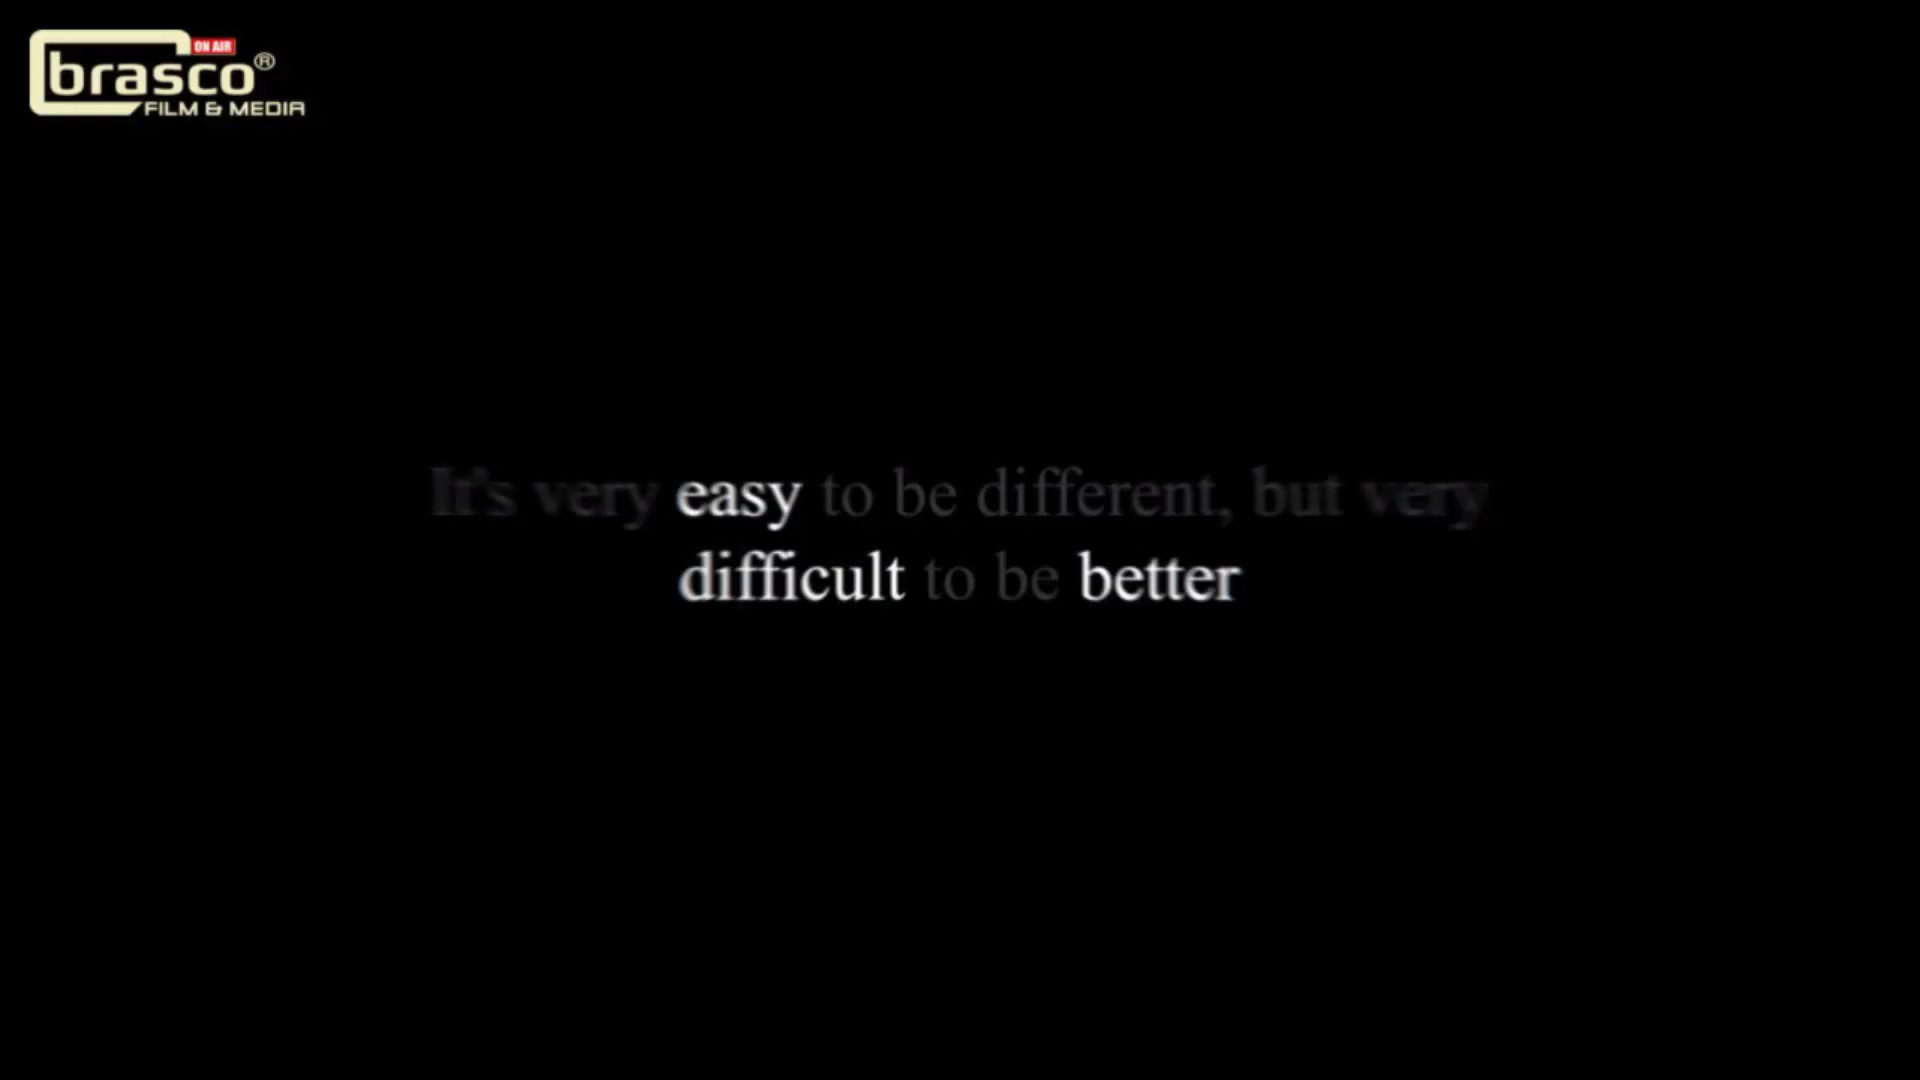 ON AIR
brasco®
FILM & MEDIA
It's very easy to be different, but very
difficult to be better